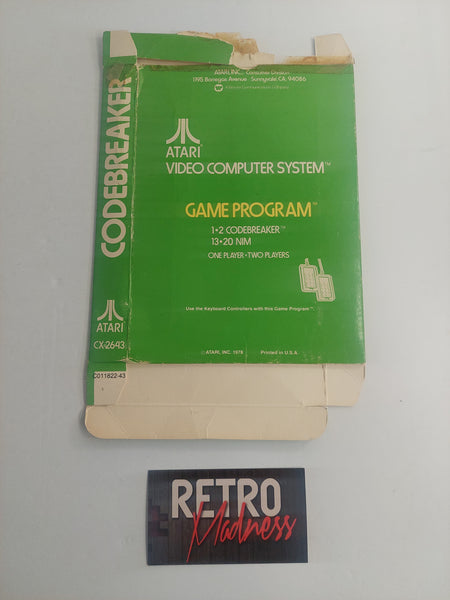 ATARI, INC. Consumer Division
1195 Borregas Avenue Sunnyvale CA. 94086
A Warner Communications Company
ATARI
VIDEO COMPUTER SYSTEM™
GAME PROGRAM™
1•2 CODEBREAKER™
13•20 NIM
ONE PLAYER•TWO PLAYERS
Use the Keyboard Controllers with this Game Program™.
© ATARI, INC. 1978 Printed in U.S.A.
CODEBREAKER
ATARI
CX-2643
C011822-43
RETRO
Madness